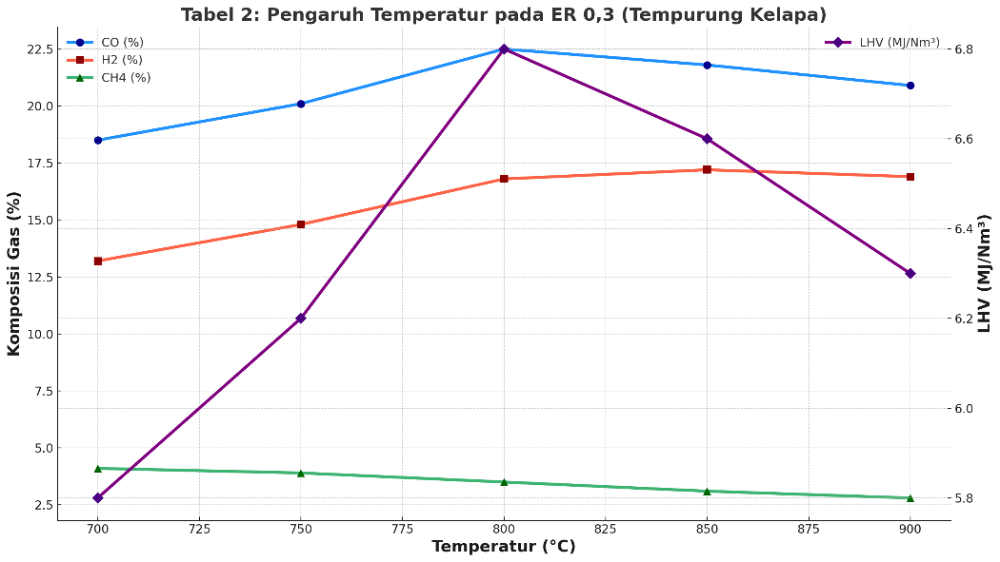 Tabel 2: Pengaruh Temperatur pada ER 0,3 (Tempurung Kelapa)
CO (%)
H2 (%)
CH4 (%)
LHV (MJ/Nm³)
Komposisi Gas (%)
22.5
20.0
17.5
15.0
12.5
10.0
7.5
5.0
2.5
6.8
6.6
6.4
6.2
6.0
5.8
LHV (MJ/Nm³)
700 725 750 775 800 825 850 875 900
Temperatur (°C)